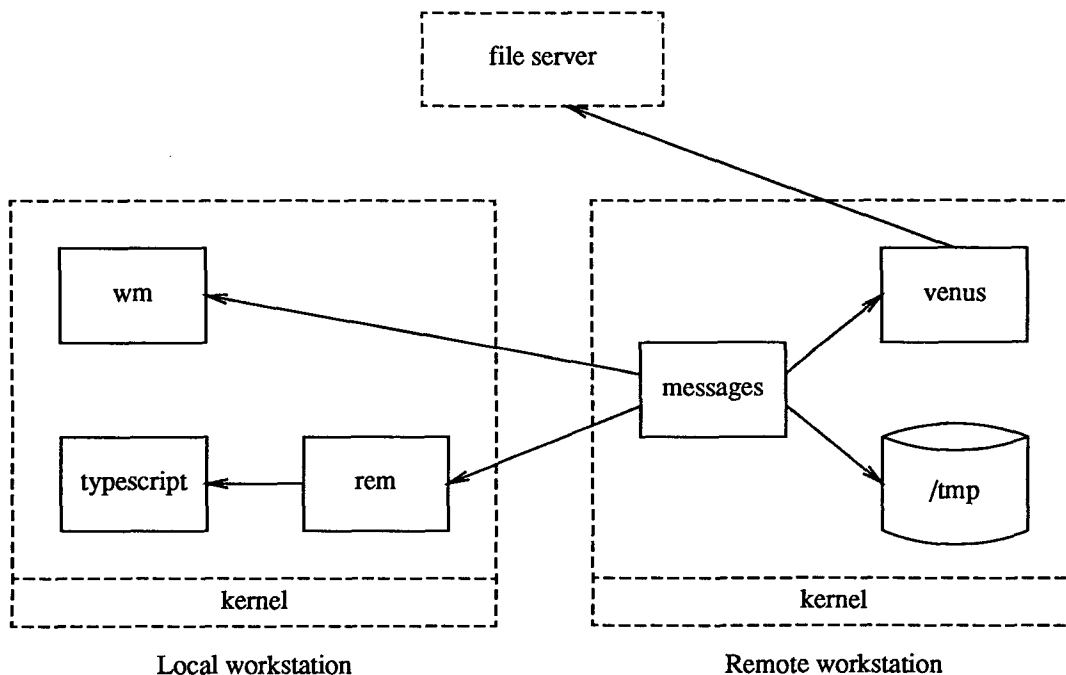 file server
wm
venus
messages
typescript
rem
/tmp
kernel
kernel
Local workstation
Remote workstation